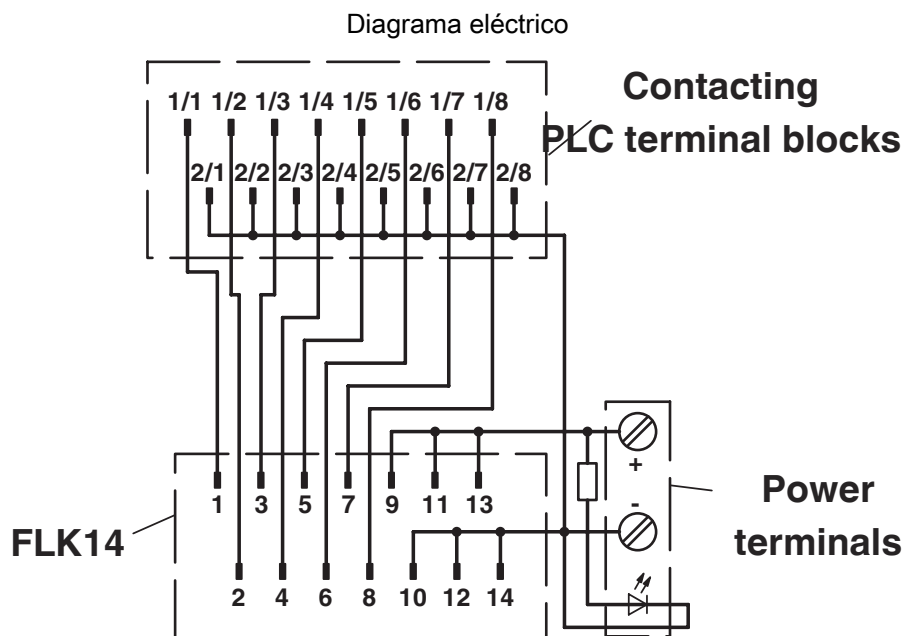 Diagrama eléctrico
Contacting
PLC terminal blocks
1/1 1/2 1/3 1/4 1/5 1/6 1/7 1/8
2/1 2/2 2/3 2/4 2/5 2/6 2/7 2/8
+
-
Power
terminals
FLK14
1 3 5 7 9 11 13
2 4 6 8 10 12 14